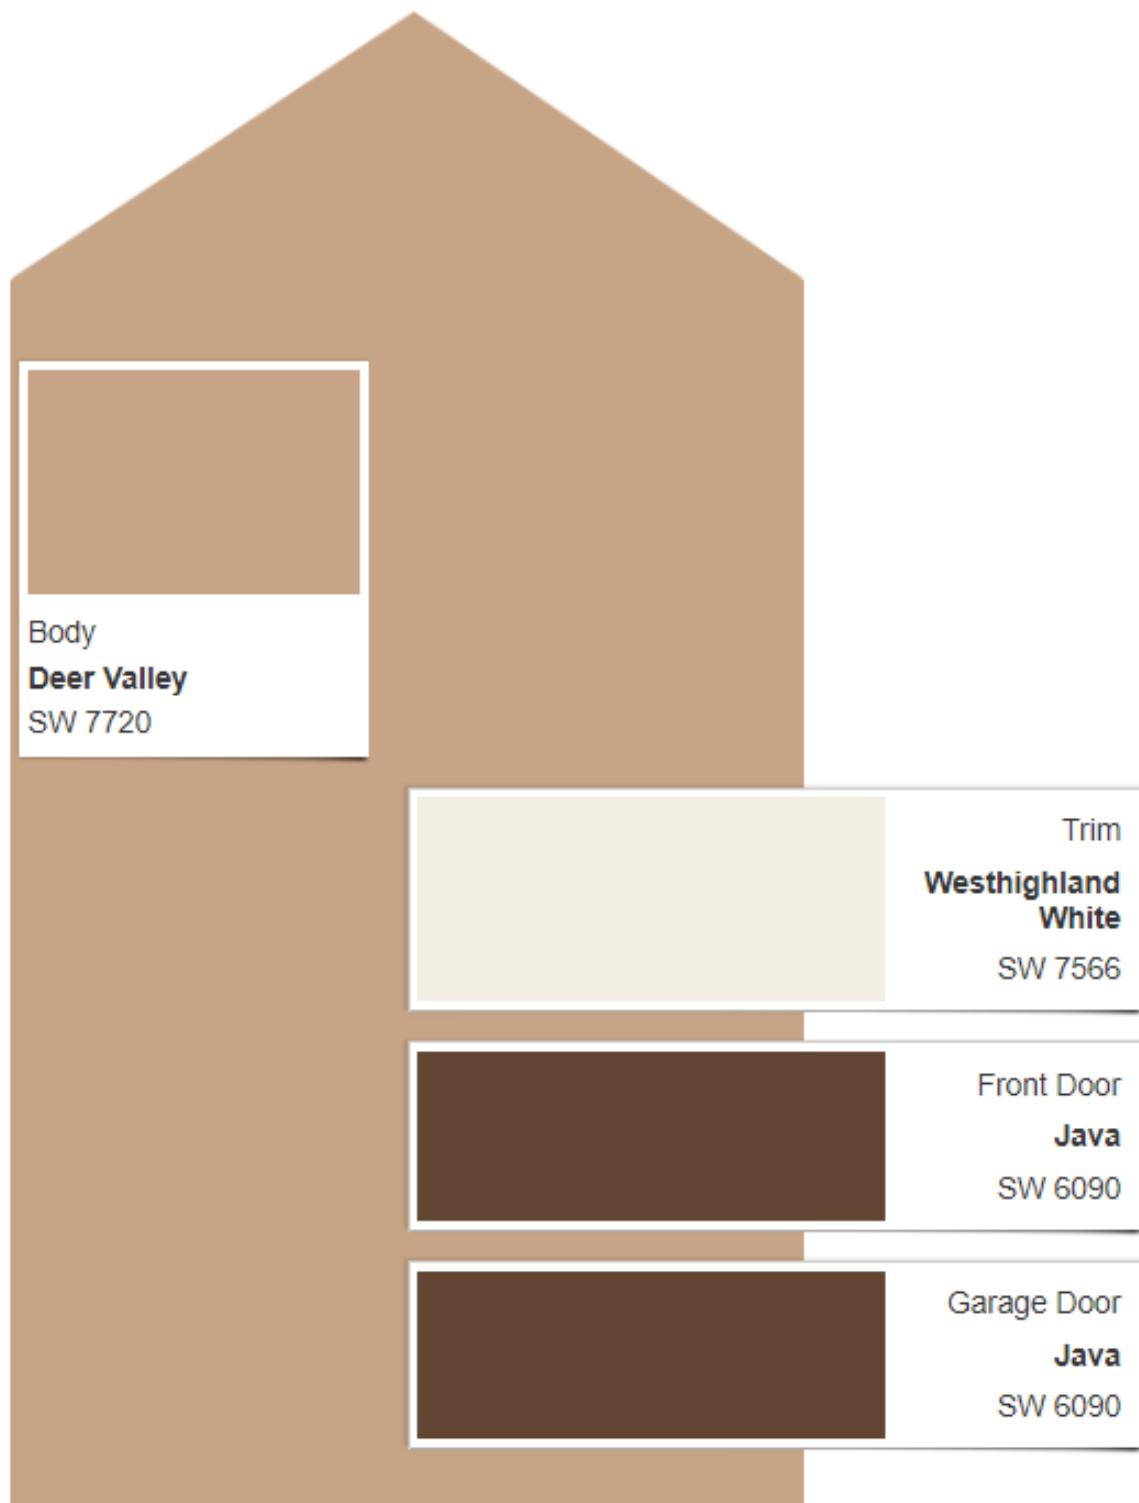 Body
Deer Valley
SW 7720
Trim
Westhighland
White
SW 7566
Front Door
Java
SW 6090
Garage Door
Java
SW 6090